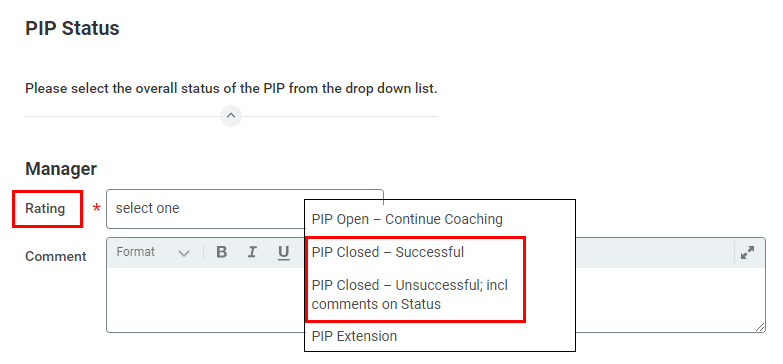 PIP Status
Please select the overall status of the PIP from the drop down list.
Manager
Rating * select one
PIP Open – Continue Coaching
Comment Format B I U
PIP Closed – Successful
PIP Closed – Unsuccessful; incl
comments on Status
PIP Extension